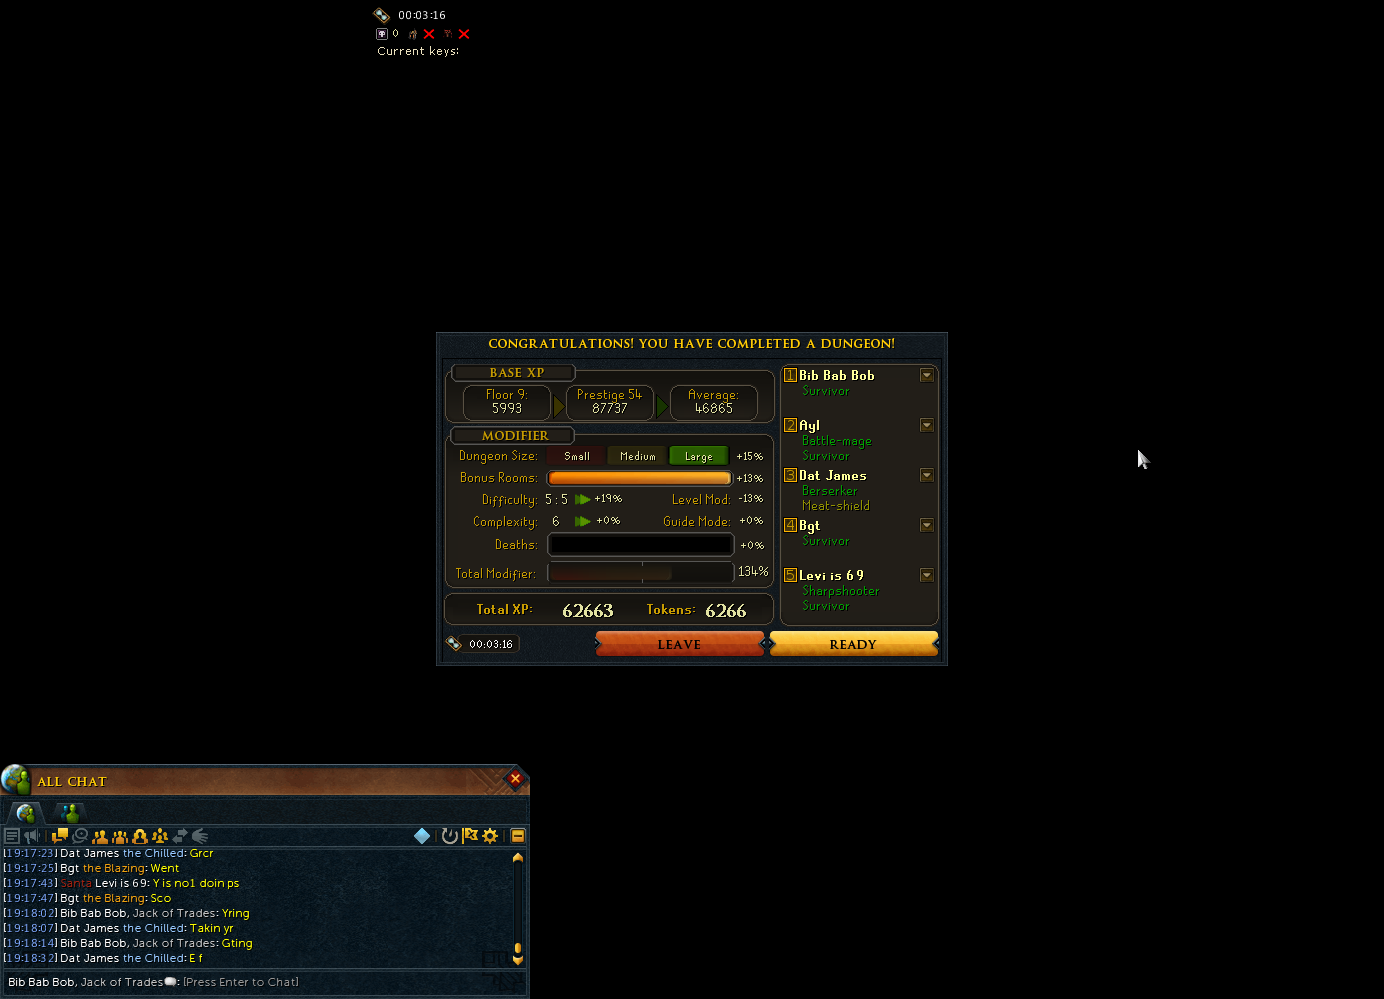 00:03:16
0
Current keys:
CONGRATULATIONS! YOU HAVE COMPLETED A DUNGEON!
BASE XP
Floor 9:
5993
Prestige 54
87737
Average:
46865
MODIFIER
Dungeon Size: Small Medium Large +15%
Bonus Rooms: +13%
Difficulty: 5 : 5 +19% Level Mod: -13%
Complexity: 6 +0% Guide Mode: +0%
Deaths: +0%
Total Modifier: 134%
Total XP: 62663 Tokens: 6266
00:03:16 LEAVE READY
1 Bib Bab Bob
Survivor
2 Ayl
Battle-mage
Survivor
3 Dat James
Berserker
Meat-shield
4 Bgt
Survivor
5 Levi is 69
Sharpshooter
Survivor
ALL CHAT
[19:17:23] Dat James the Chilled: Grcr
[19:17:25] Bgt the Blazing: Went
[19:17:43] Santa Levi is 69: Y is no1 doin ps
[19:17:47] Bgt the Blazing: Sco
[19:18:02] Bib Bab Bob, Jack of Trades: Yring
[19:18:07] Dat James the Chilled: Takin yr
[19:18:14] Bib Bab Bob, Jack of Trades: Gting
[19:18:32] Dat James the Chilled: E f
Bib Bab Bob, Jack of Trades: [Press Enter to Chat]